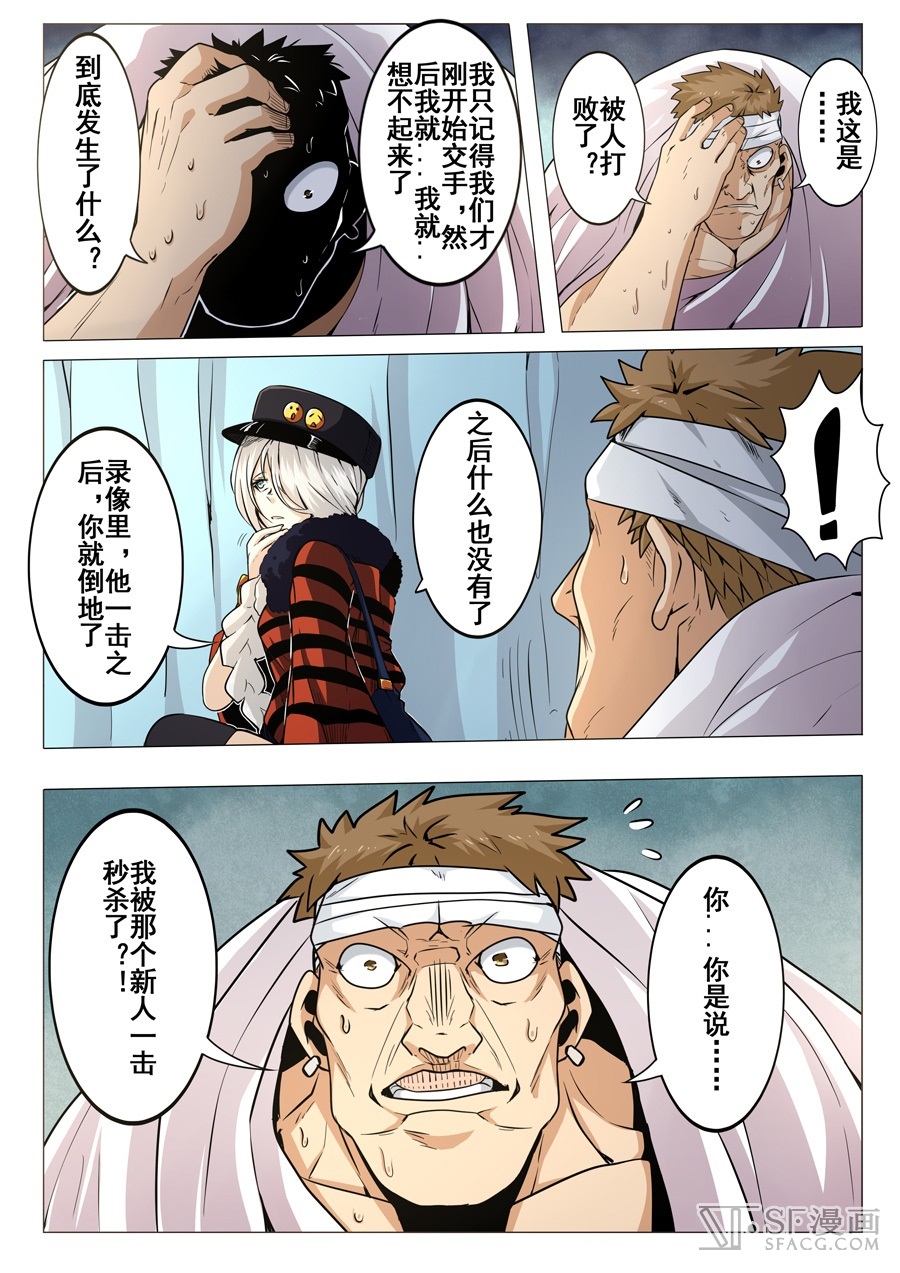 我这是
……
被人打
败了？
我只记得我们才
刚开始交手，然
后我就...我就..
想不起来了
到底发生了什么？
！
之后什么也没有了
录像里，他一击之
后，你就倒地了
你...你是说……
我被那个新人一击
秒杀了？！
SF漫画
SFACG.COM